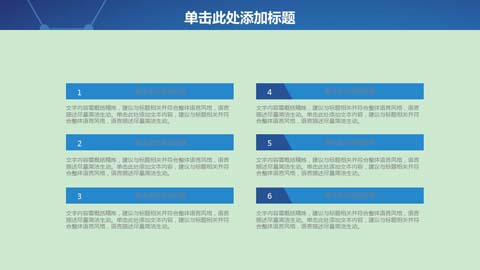 单击此处添加标题
1
文字内容需概括精炼，建议与标题相关并符合整体语言风格，语言
描述尽量简洁生动。单击此处添加文本内容，建议与标题相关并符
合整体语言风格，语言描述尽量简洁生动。
2
文字内容需概括精炼，建议与标题相关并符合整体语言风格，语言
描述尽量简洁生动。单击此处添加文本内容，建议与标题相关并符
合整体语言风格，语言描述尽量简洁生动。
3
文字内容需概括精炼，建议与标题相关并符合整体语言风格，语言
描述尽量简洁生动。单击此处添加文本内容，建议与标题相关并符
合整体语言风格，语言描述尽量简洁生动。
4
文字内容需概括精炼，建议与标题相关并符合整体语言风格，语言
描述尽量简洁生动。单击此处添加文本内容，建议与标题相关并符
合整体语言风格，语言描述尽量简洁生动。
5
文字内容需概括精炼，建议与标题相关并符合整体语言风格，语言
描述尽量简洁生动。单击此处添加文本内容，建议与标题相关并符
合整体语言风格，语言描述尽量简洁生动。
6
文字内容需概括精炼，建议与标题相关并符合整体语言风格，语言
描述尽量简洁生动。单击此处添加文本内容，建议与标题相关并符
合整体语言风格，语言描述尽量简洁生动。